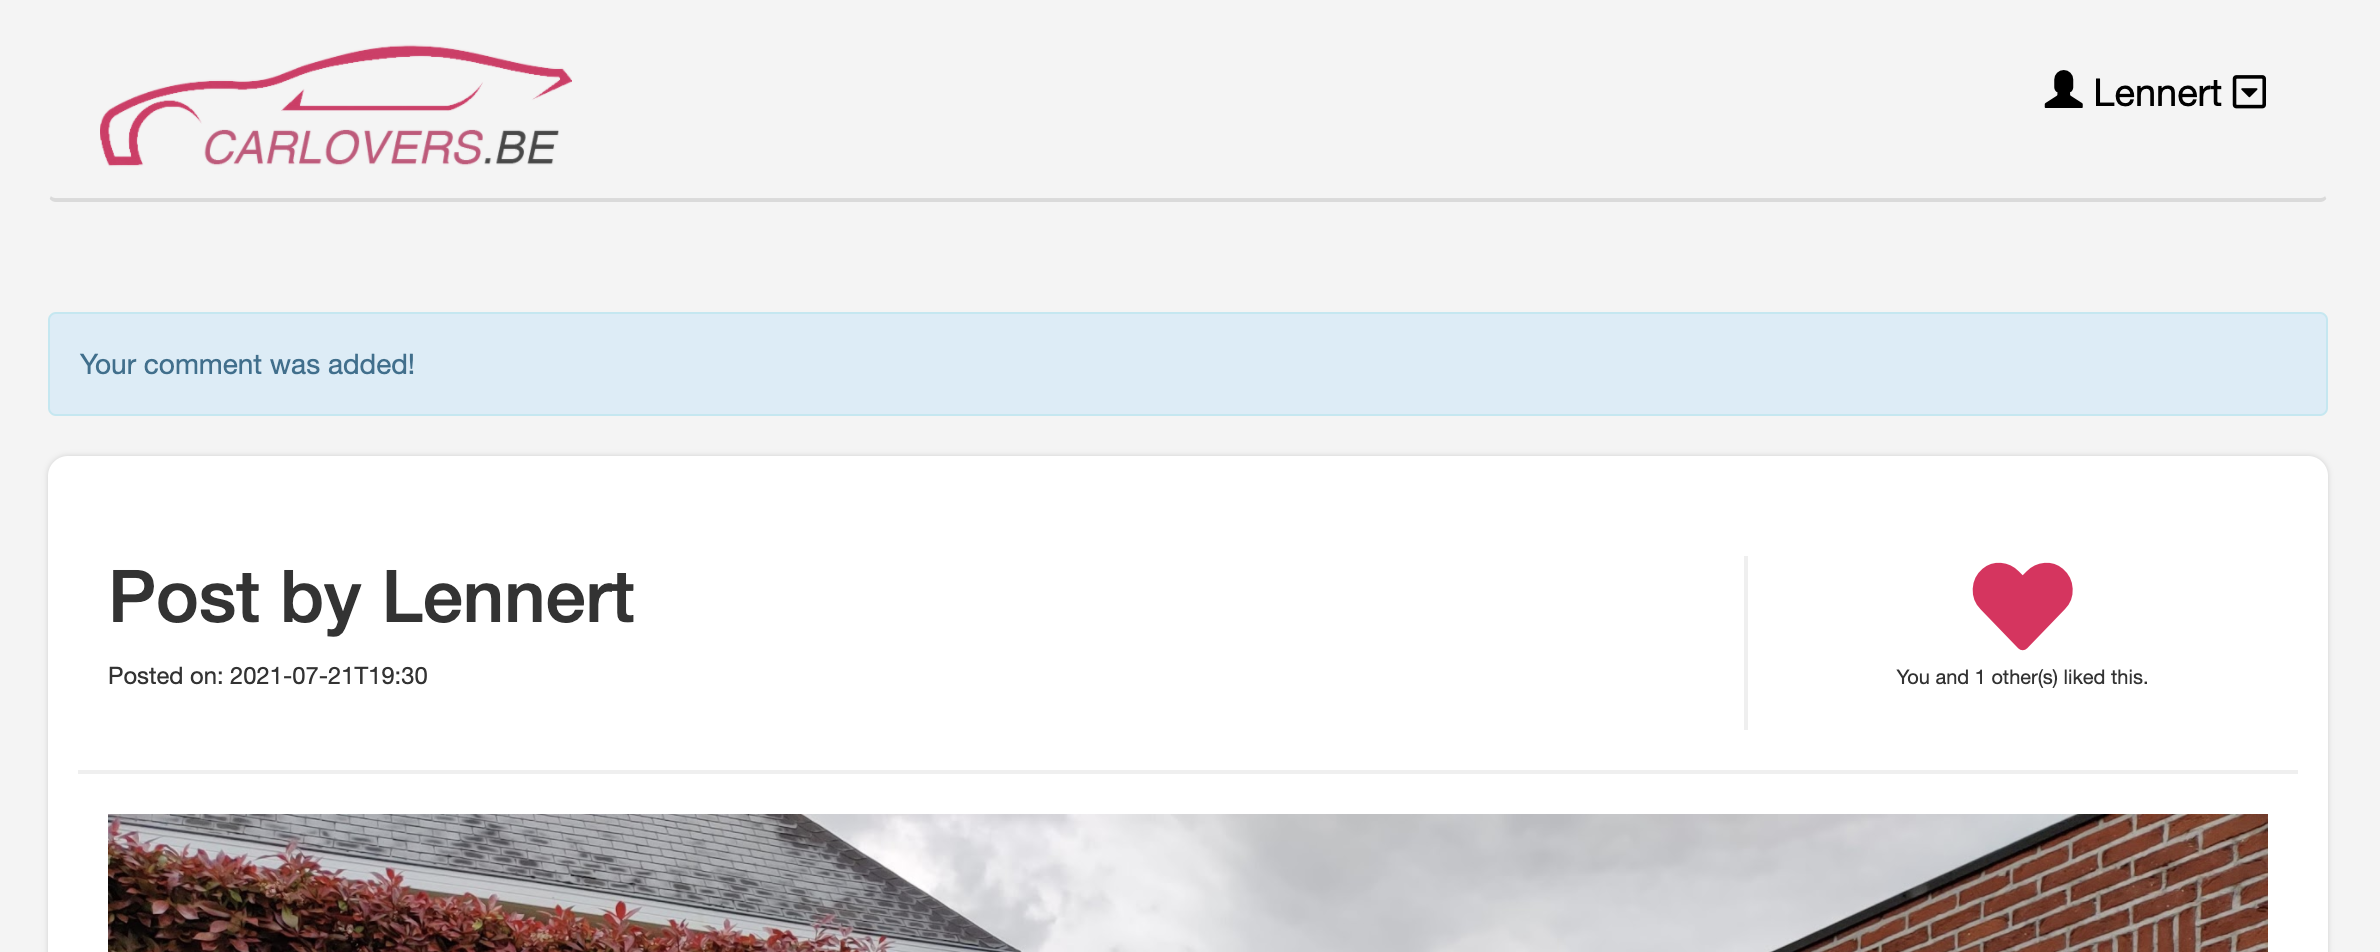 CARLOVERS.BE
Lennert
Your comment was added!
Post by Lennert
Posted on: 2021-07-21T19:30
You and 1 other(s) liked this.